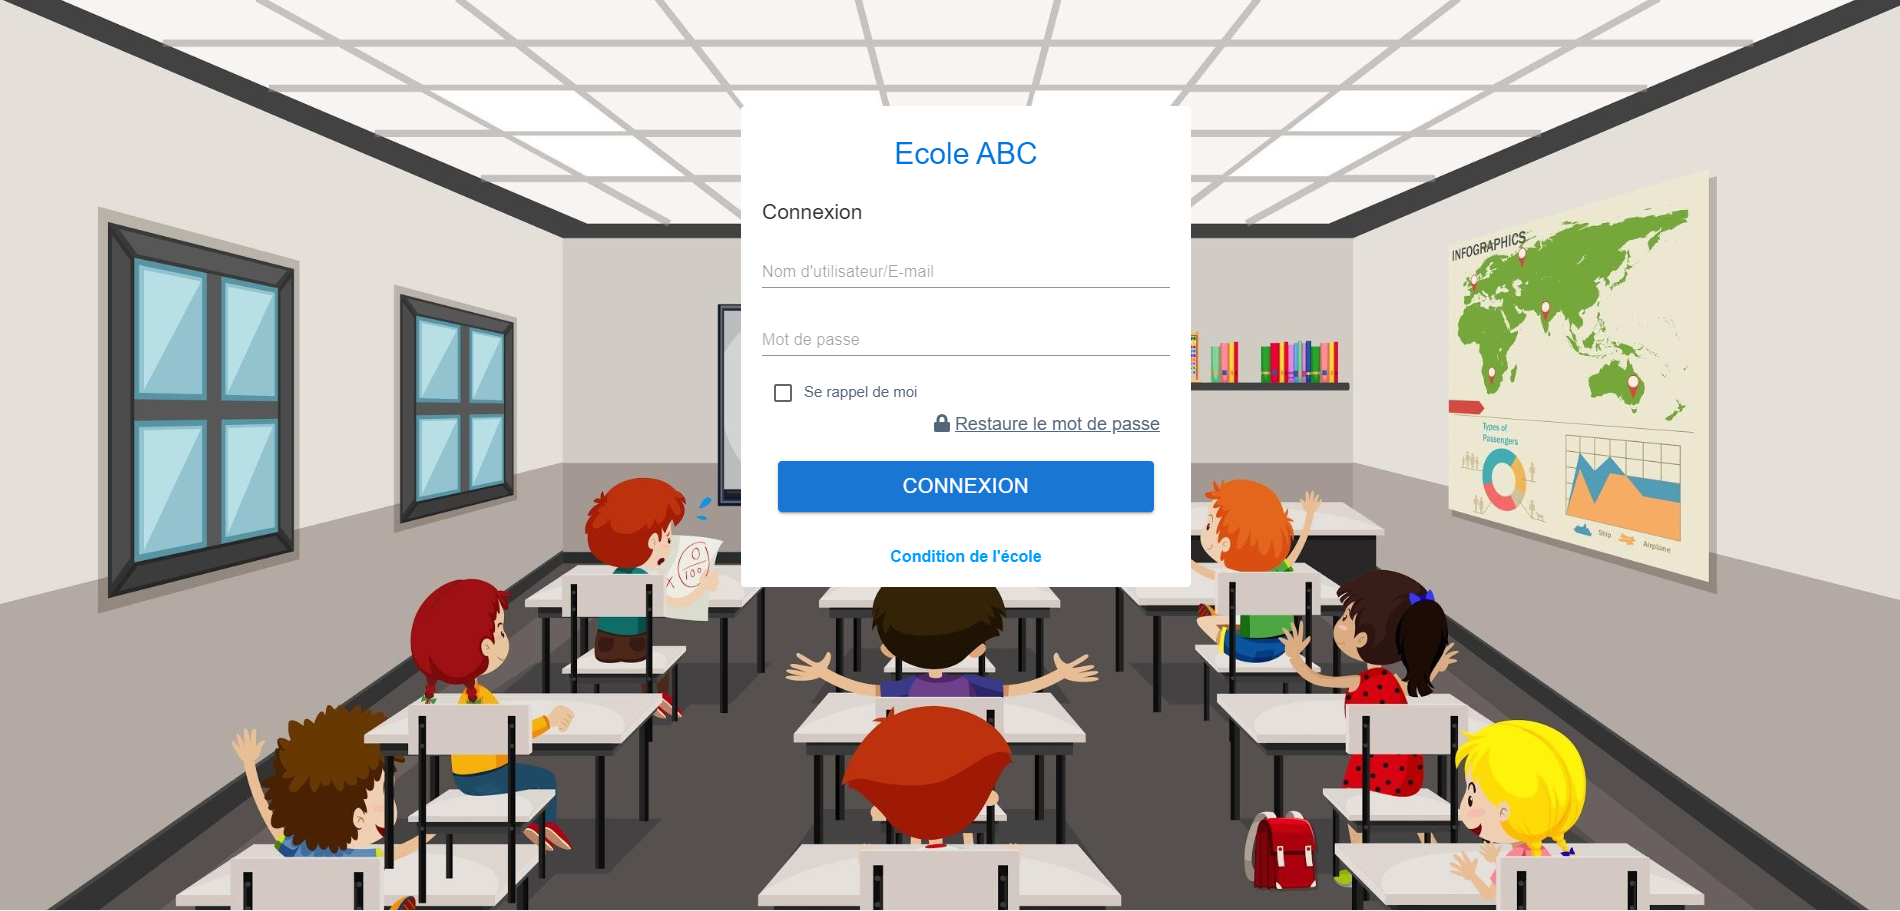 Ecole ABC
Connexion
Nom d'utilisateur/E-mail
Mot de passe
Se rappel de moi
Restaure le mot de passe
CONNEXION
Condition de l'école
INFOGRAPHICS
Types of
Passengers
Ship
Airplane
0
100
X